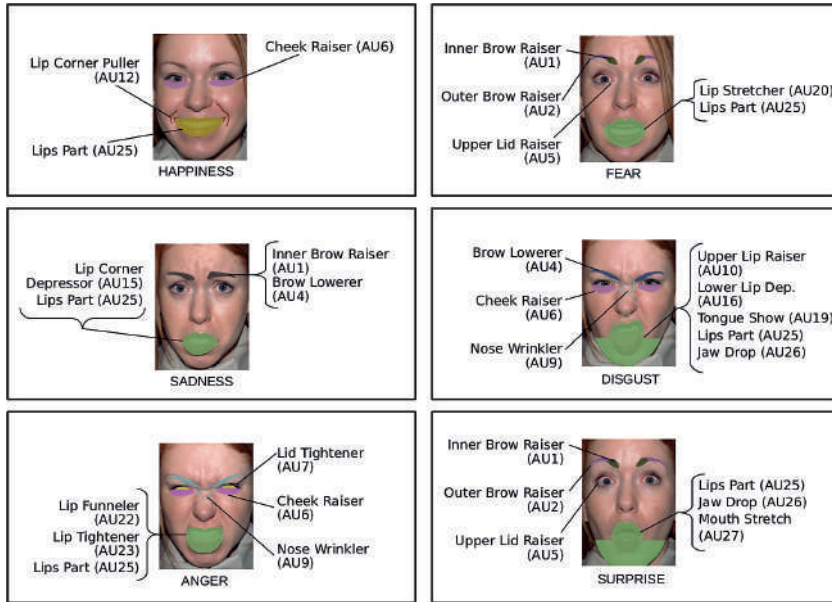 Lip Corner Puller
(AU12)
Cheek Raiser (AU6)
Lips Part (AU25)
HAPPINESS
Inner Brow Raiser
(AU1)
Outer Brow Raiser
(AU2)
Upper Lid Raiser
(AU5)
Lip Stretcher (AU20)
Lips Part (AU25)
FEAR
Lip Corner
Depressor (AU15)
Lips Part (AU25)
Inner Brow Raiser
(AU1)
Brow Lowerer
(AU4)
SADNESS
Brow Lowerer
(AU4)
Cheek Raiser
(AU6)
Nose Wrinkler
(AU9)
Upper Lip Raiser
(AU10)
Lower Lip Dep.
(AU16)
Tongue Show (AU19)
Lips Part (AU25)
Jaw Drop (AU26)
DISGUST
Lip Funneler
(AU22)
Lip Tightener
(AU23)
Lips Part (AU25)
Lid Tightener
(AU7)
Cheek Raiser
(AU6)
Nose Wrinkler
(AU9)
ANGER
Inner Brow Raiser
(AU1)
Outer Brow Raiser
(AU2)
Upper Lid Raiser
(AU5)
Lips Part (AU25)
Jaw Drop (AU26)
Mouth Stretch
(AU27)
SURPRISE